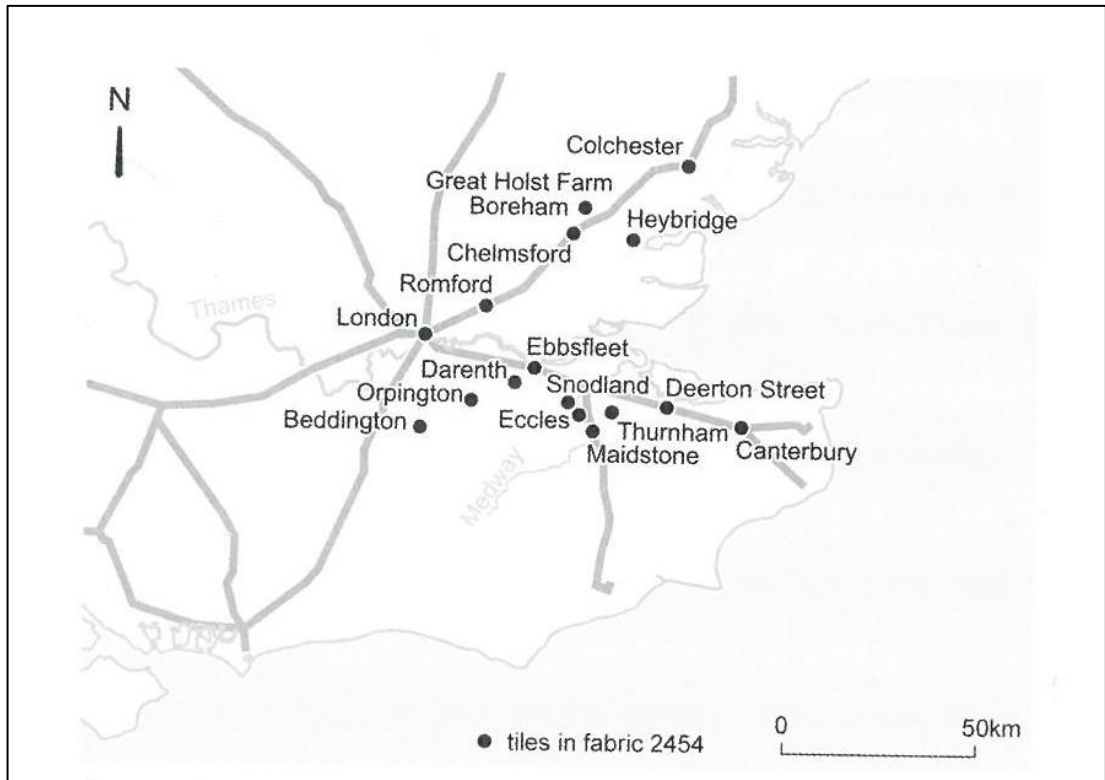 N
Colchester
Great Holst Farm
Boreham
Heybridge
Chelmsford
Romford
Thames
London
Ebbsfleet
Darenth
Snodland
Deerton Street
Orpington
Eccles
Beddington
Thurnham
Canterbury
Maidstone
Medway
0 50km
tiles in fabric 2454